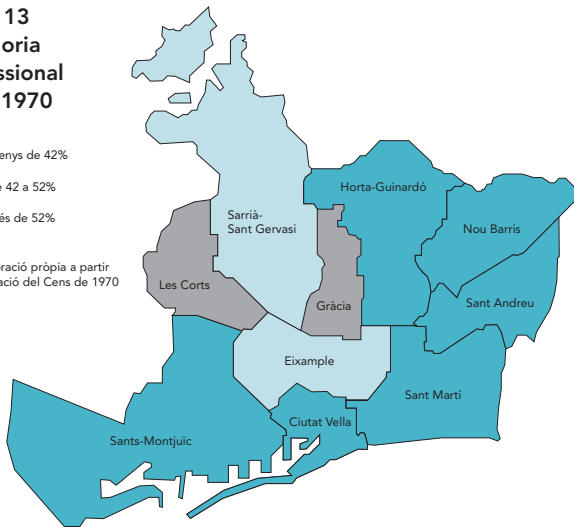 13
oria
ssional
1970
enys de 42%
e 42 a 52%
és de 52%
oració pròpia a partir
ació del Cens de 1970
Horta-Guinardó
Sarrià-
Sant Gervasi
Nou Barris
Les Corts
Gràcia
Sant Andreu
Eixample
Sant Martí
Ciutat Vella
Sants-Montjuïc